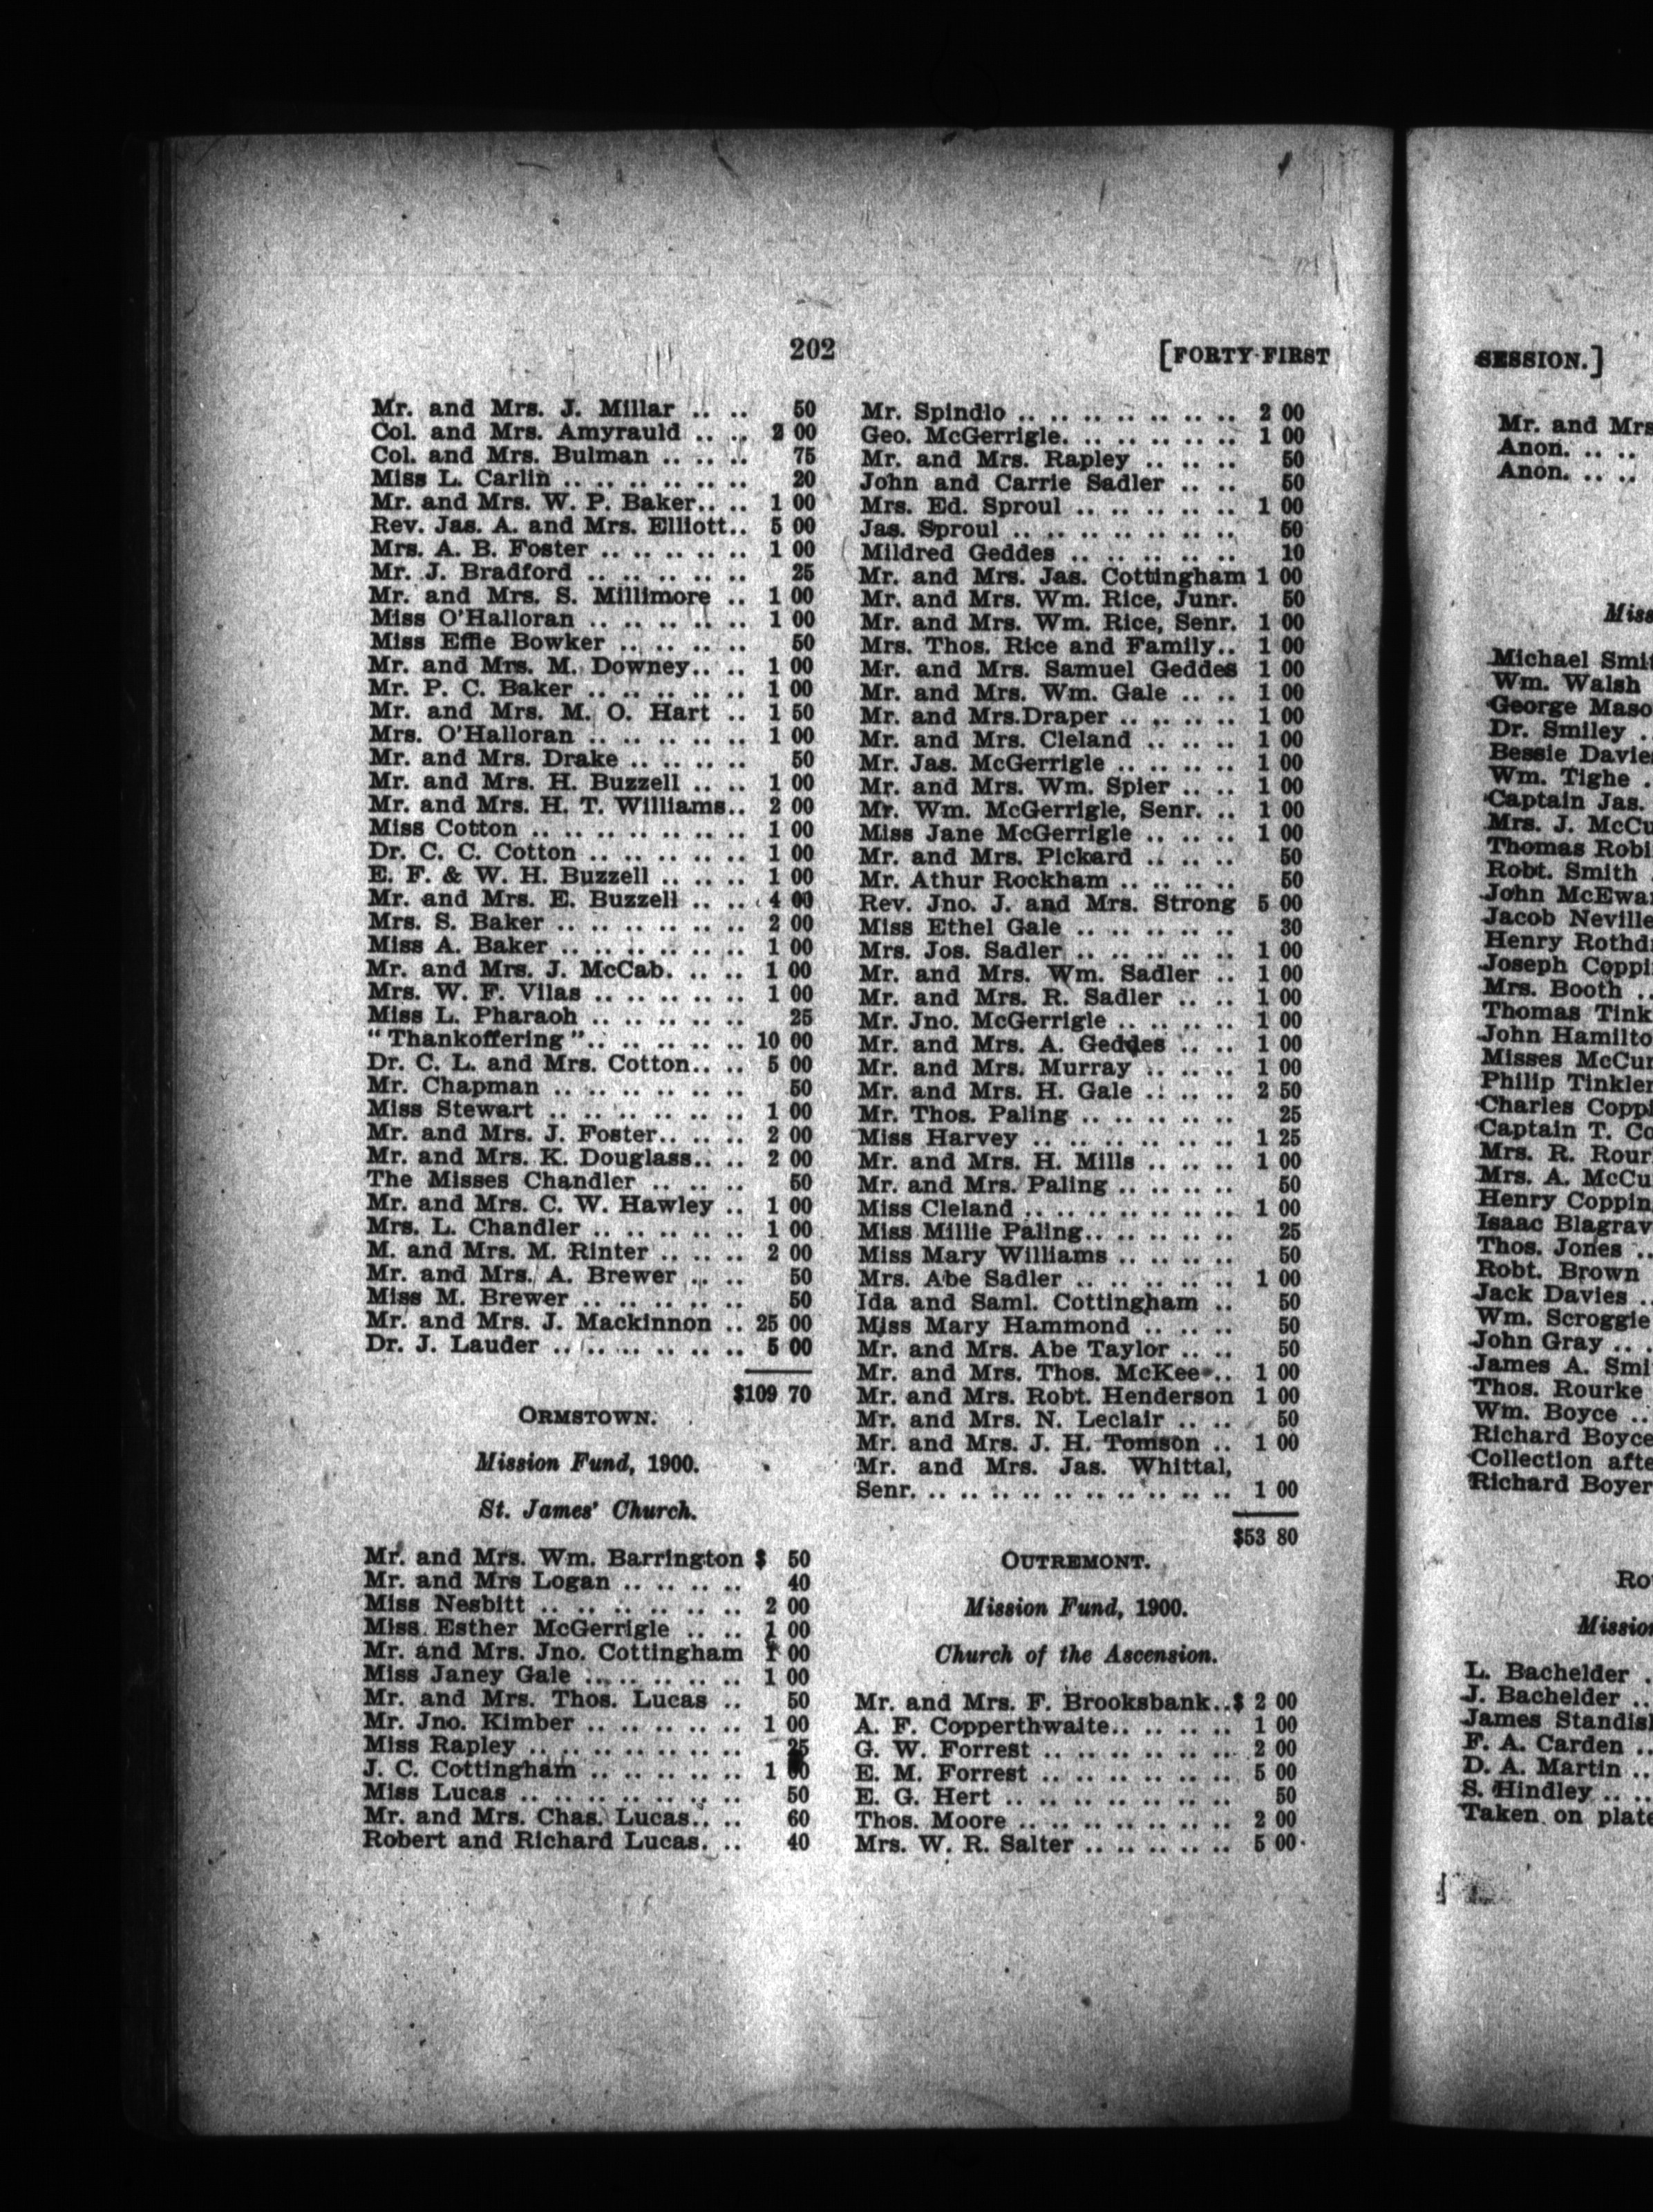 202
[FORTY-FIRST
Mr. and Mrs. J. Millar .. .. 50
Col. and Mrs. Amyrauld .. .. 2 00
Col. and Mrs. Bulman .. .. .. 75
Miss L. Carlin .. .. .. .. .. .. .. 20
Mr. and Mrs. W. P. Baker.. .. 1 00
Rev. Jas. A. and Mrs. Elliott.. 5 00
Mrs. A. B. Foster .. .. .. .. .. 1 00
Mr. J. Bradford .. .. .. .. .. .. 25
Mr. and Mrs. S. Millimore .. 1 00
Miss O'Halloran .. .. .. .. .. .. 1 00
Miss Effie Bowker .. .. .. .. .. 50
Mr. and Mrs. M. Downey.. .. 1 00
Mr. P. C. Baker .. .. .. .. .. .. 1 00
Mr. and Mrs. M. O. Hart .. 1 50
Mrs. O'Halloran .. .. .. .. .. .. 1 00
Mr. and Mrs. Drake .. .. .. .. 50
Mr. and Mrs. H. Buzzell .. .. 1 00
Mr. and Mrs. H. T. Williams.. 2 00
Miss Cotton .. .. .. .. .. .. .. .. 1 00
Dr. C. C. Cotton .. .. .. .. .. .. 1 00
E. F. & W. H. Buzzell .. .. .. 1 00
Mr. and Mrs. E. Buzzell .. .. 4 00
Mrs. S. Baker .. .. .. .. .. .. .. 2 00
Miss A. Baker .. .. .. .. .. .. .. 1 00
Mr. and Mrs. J. McCab. .. .. 1 00
Mrs. W. F. Vilas .. .. .. .. .. 1 00
Miss L. Pharaoh .. .. .. .. .. .. 25
" Thankoffering ".. .. .. .. .. 10 00
Dr. C. L. and Mrs. Cotton.. .. 5 00
Mr. Chapman .. .. .. .. .. .. .. 50
Miss Stewart .. .. .. .. .. .. .. 1 00
Mr. and Mrs. J. Foster.. .. .. 2 00
Mr. and Mrs. K. Douglass.. .. 2 00
The Misses Chandler .. .. .. 50
Mr. and Mrs. C. W. Hawley .. 1 00
Mrs. L. Chandler .. .. .. .. .. 1 00
M. and Mrs. M. Rinter .. .. .. 2 00
Mr. and Mrs. A. Brewer .. .. 50
Miss M. Brewer .. .. .. .. .. .. 50
Mr. and Mrs. J. Mackinnon .. 25 00
Dr. J. Lauder .. .. .. .. .. .. .. 5 00
$109 70
ORMSTOWN.
Mission Fund, 1900.
St. James' Church.
Mr. and Mrs. Wm. Barrington $ 50
Mr. and Mrs Logan .. .. .. .. 40
Miss Nesbitt .. .. .. .. .. .. .. 2 00
Miss Esther McGerrigle .. .. 1 00
Mr. and Mrs. Jno. Cottingham 1 00
Miss Janey Gale .. .. .. .. .. 1 00
Mr. and Mrs. Thos. Lucas .. 50
Mr. Jno. Kimber .. .. .. .. .. 1 00
Miss Rapley .. .. .. .. .. .. .. 25
J. C. Cottingham .. .. .. .. .. 1
Miss Lucas .. .. .. .. .. .. .. 50
Mr. and Mrs. Chas. Lucas.. .. 60
Robert and Richard Lucas. .. 40
Mr. Spindlo .. .. .. .. .. .. .. 2 00
Geo. McGerrigle. .. .. .. .. .. 1 00
Mr. and Mrs. Rapley .. .. .. 50
John and Carrie Sadler .. .. 50
Mrs. Ed. Sproul .. .. .. .. .. 1 00
Jas. Sproul .. .. .. .. .. .. .. 50
Mildred Geddes .. .. .. .. .. 10
Mr. and Mrs. Jas. Cottingham 1 00
Mr. and Mrs. Wm. Rice, Junr. 50
Mr. and Mrs. Wm. Rice, Senr. 1 00
Mrs. Thos. Rice and Family.. 1 00
Mr. and Mrs. Samuel Geddes 1 00
Mr. and Mrs. Wm. Gale .. .. 1 00
Mr. and Mrs.Draper .. .. .. .. 1 00
Mr. and Mrs. Cleland .. .. .. 1 00
Mr. Jas. McGerrigle .. .. .. .. 1 00
Mr. and Mrs. Wm. Spier .. .. 1 00
Mr. Wm. McGerrigle, Senr. .. 1 00
Miss Jane McGerrigle .. .. .. 1 00
Mr. and Mrs. Pickard .. .. .. 50
Mr. Athur Rockham .. .. .. .. 50
Rev. Jno. J. and Mrs. Strong 5 00
Miss Ethel Gale .. .. .. .. .. 30
Mrs. Jos. Sadler .. .. .. .. .. 1 00
Mr. and Mrs. Wm. Sadler .. 1 00
Mr. and Mrs. R. Sadler .. .. 1 00
Mr. Jno. McGerrigle .. .. .. .. 1 00
Mr. and Mrs. A. Geddes .. .. 1 00
Mr. and Mrs. Murray .. .. .. 1 00
Mr. and Mrs. H. Gale .. .. .. 2 50
Mr. Thos. Paling .. .. .. .. .. 25
Miss Harvey .. .. .. .. .. .. .. 1 25
Mr. and Mrs. H. Mills .. .. .. 1 00
Mr. and Mrs. Paling .. .. .. .. 50
Miss Cleland .. .. .. .. .. .. .. 1 00
Miss Millie Paling.. .. .. .. .. 25
Miss Mary Williams .. .. .. .. 50
Mrs. Abe Sadler .. .. .. .. .. 1 00
Ida and Saml. Cottingham .. 50
Miss Mary Hammond .. .. .. 50
Mr. and Mrs. Abe Taylor .. .. 50
Mr. and Mrs. Thos. McKee .. 1 00
Mr. and Mrs. Robt. Henderson 1 00
Mr. and Mrs. N. Leclair .. .. 50
Mr. and Mrs. J. H. Tomson .. 1 00
Mr. and Mrs. Jas. Whittal,
Senr. .. .. .. .. .. .. .. .. .. .. 1 00
$53 80
OUTREMONT.
Mission Fund, 1900.
Church of the Ascension.
Mr. and Mrs. F. Brooksbank..$ 2 00
A. F. Copperthwaite.. .. .. .. 1 00
G. W. Forrest .. .. .. .. .. .. 2 00
E. M. Forrest .. .. .. .. .. .. 5 00
E. G. Hert .. .. .. .. .. .. .. 50
Thos. Moore .. .. .. .. .. .. .. 2 00
Mrs. W. R. Salter .. .. .. .. .. 5 00
SESSION.]
Mr. and Mrs
Anon. .. ..
Anon. .. ..
Miss
Michael Smit
Wm. Walsh
George Maso
Dr. Smiley .
Bessie Davie
Wm. Tighe .
Captain Jas.
Mrs. J. McCu
Thomas Robi
Robt. Smith .
John McEwa
Jacob Neville
Henry Rothd
Joseph Coppi
Mrs. Booth ..
Thomas Tink
John Hamilto
Misses McCur
Philip Tinkler
Charles Coppi
Captain T. Co
Mrs. R. Rour
Mrs. A. McCu
Henry Coppin
Isaac Blagrav
Thos. Jones ..
Robt. Brown
Jack Davies ..
Wm. Scroggie
John Gray .. .
James A. Smi
Thos. Rourke
Wm. Boyce ..
Richard Boyce
Collection afte
Richard Boyer
Ro
Mission
L. Bachelder .
J. Bachelder ..
James Standis
F. A. Carden ..
D. A. Martin ..
S. Hindley .. ..
Taken on plate